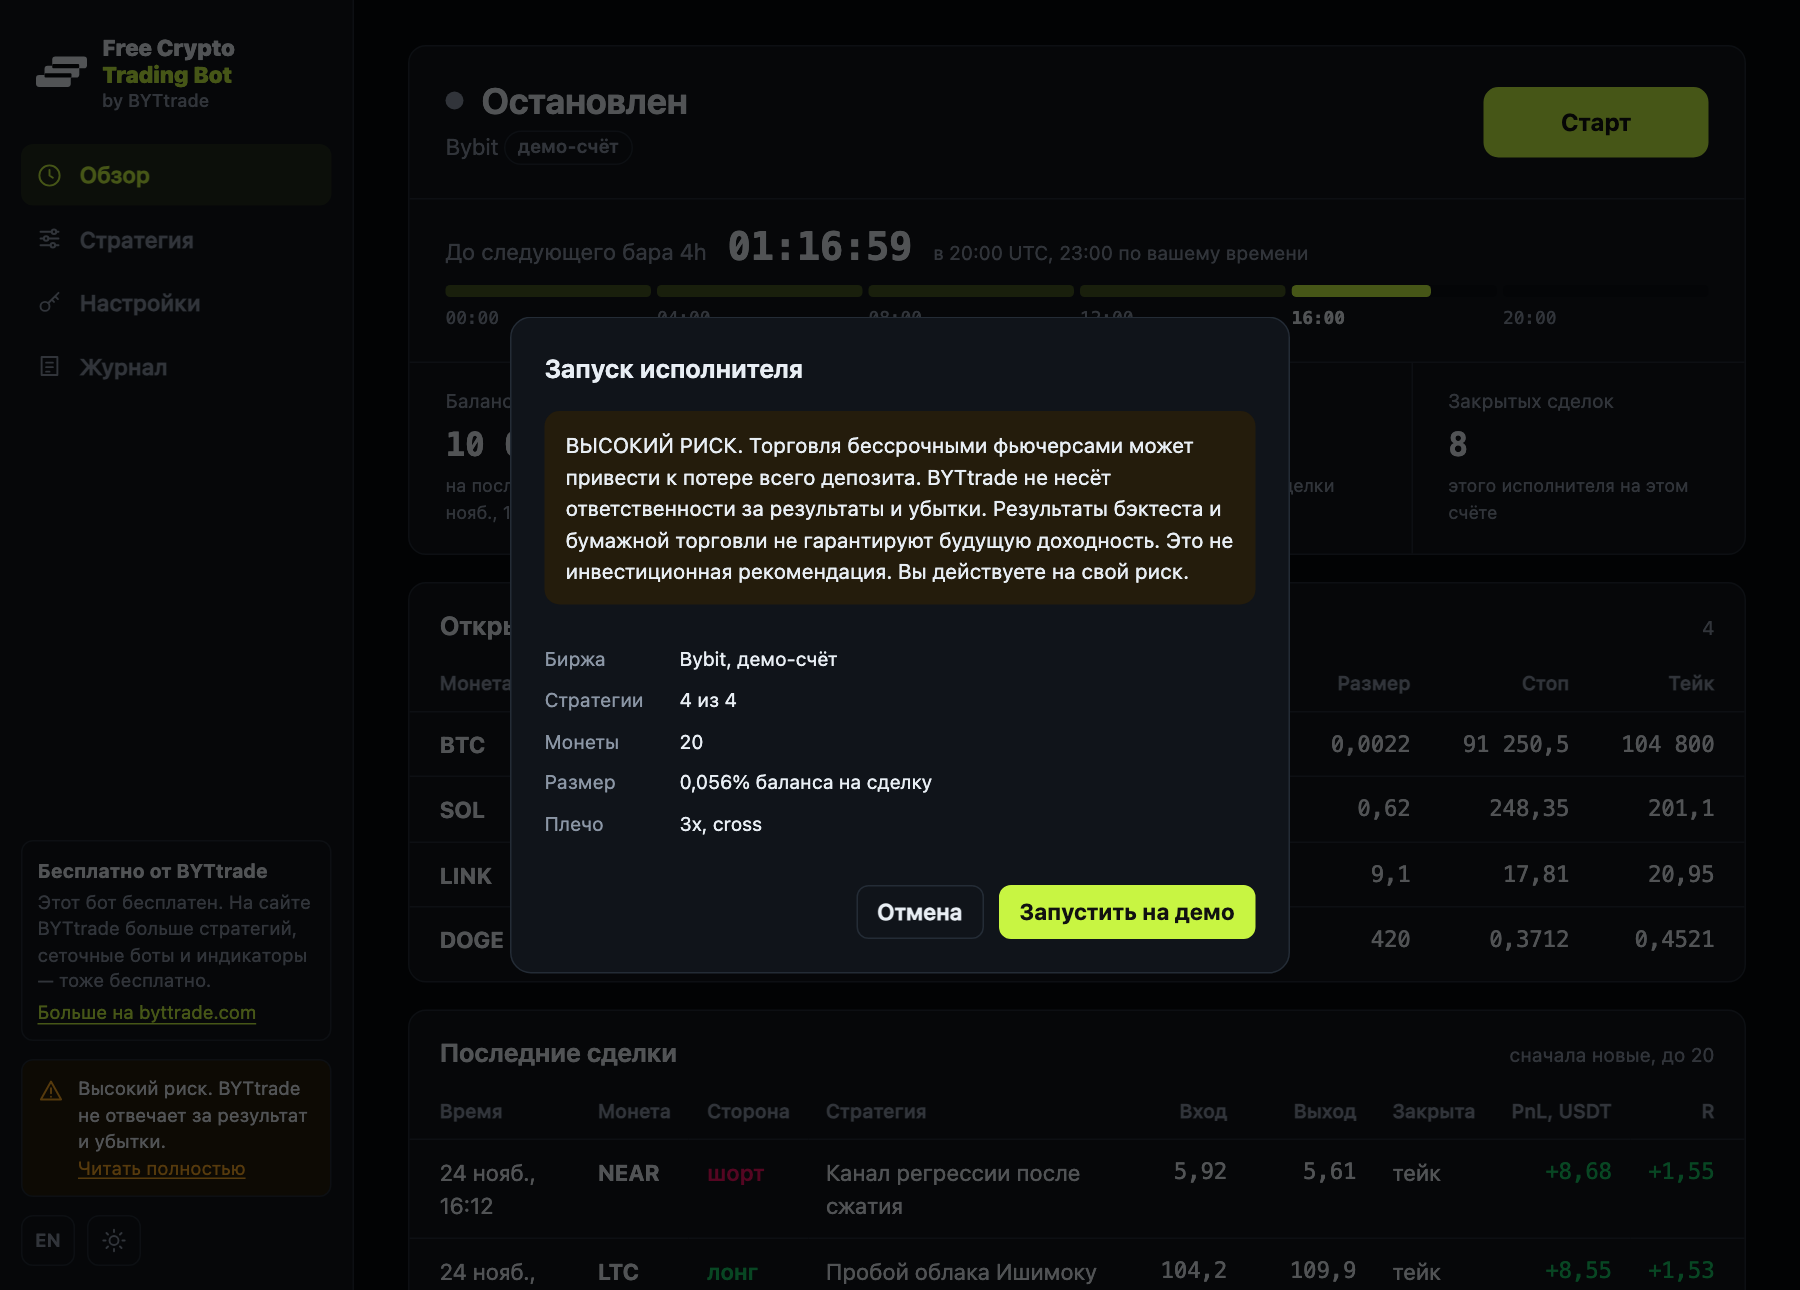 Free Crypto
Trading Bot
by BYTtrade
Обзор
Стратегия
Настройки
Журнал
Бесплатно от BYTtrade
Этот бот бесплатен. На сайте
BYTtrade больше стратегий,
сеточные боты и индикаторы
— тоже бесплатно.
Больше на byttrade.com
Высокий риск. BYTtrade
не отвечает за результат
и убытки.
Читать полностью
EN
Остановлен
Bybit демо-счёт
Старт
До следующего бара 4h 01:16:59 в 20:00 UTC, 23:00 по вашему времени
00:00 04:00 08:00 12:00 16:00 20:00
Закрытых сделок
8
этого исполнителя на этом
счёте
Запуск исполнителя
ВЫСОКИЙ РИСК. Торговля бессрочными фьючерсами может
привести к потере всего депозита. BYTtrade не несёт
ответственности за результаты и убытки. Результаты бэктеста и
бумажной торговли не гарантируют будущую доходность. Это не
инвестиционная рекомендация. Вы действуете на свой риск.
Биржа Bybit, демо-счёт
Стратегии 4 из 4
Монеты 20
Размер 0,056% баланса на сделку
Плечо 3x, cross
Отмена Запустить на демо
4
Монета Размер Стоп Тейк
BTC 0,0022 91 250,5 104 800
SOL 0,62 248,35 201,1
LINK 9,1 17,81 20,95
DOGE 420 0,3712 0,4521
Последние сделки сначала новые, до 20
Время Монета Сторона Стратегия Вход Выход Закрыта PnL, USDT R
24 нояб., NEAR шорт Канал регрессии после 5,92 5,61 тейк +8,68 +1,55
16:12 сжатия
24 нояб., LTC лонг Пробой облака Ишимоку 104,2 109,9 тейк +8,55 +1,53